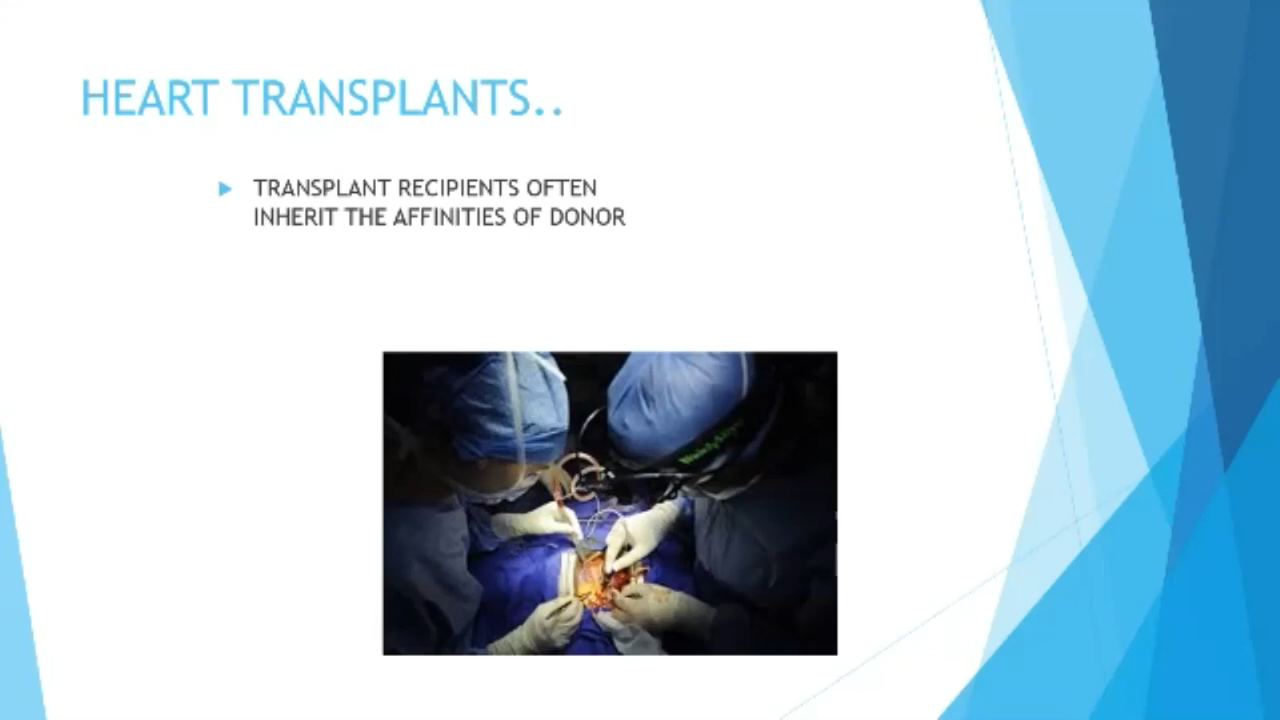 HEART TRANSPLANTS..
TRANSPLANT RECIPIENTS OFTEN
INHERIT THE AFFINITIES OF DONOR